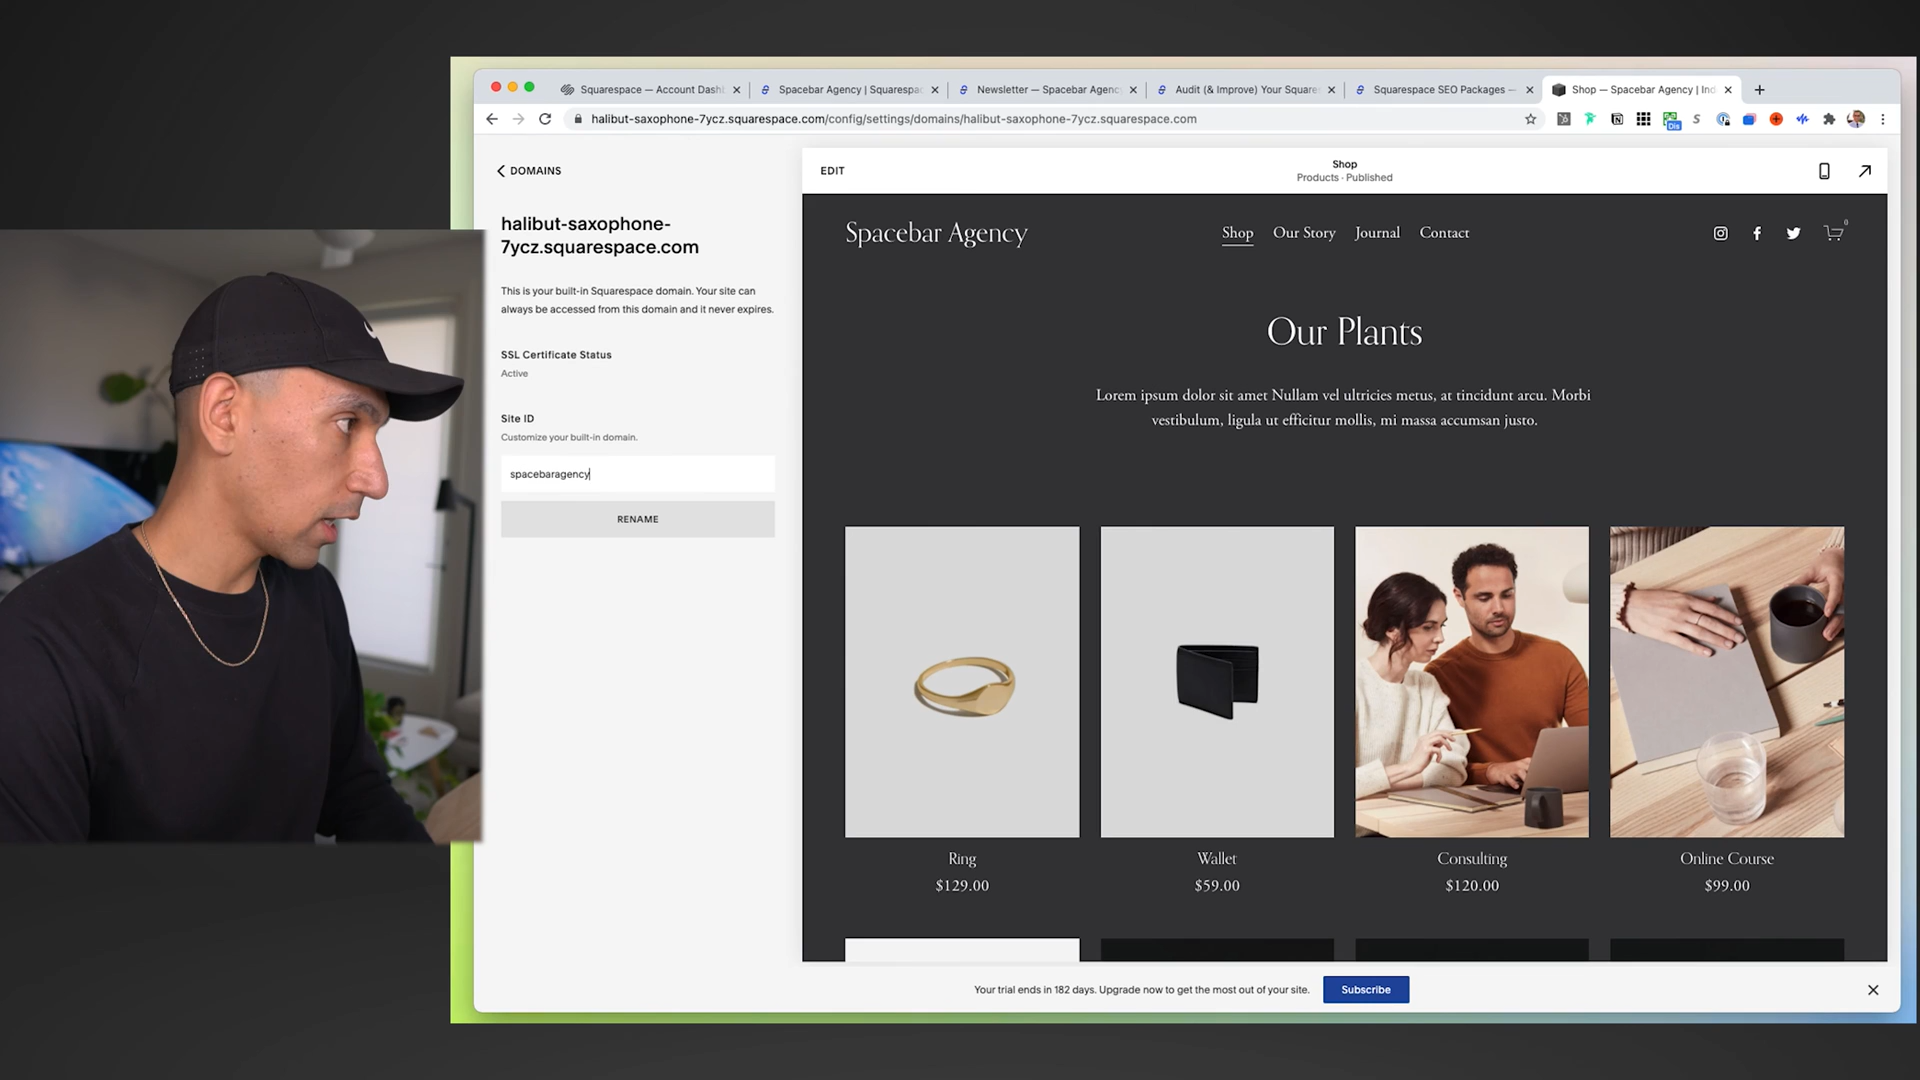 Squarespace — Account Dash
Spacebar Agency | Squarespac
Newsletter — Spacebar Agency
Audit (& Improve) Your Square
Squarespace SEO Packages —
Shop — Spacebar Agency | Ind
halibut-saxophone-7ycz.squarespace.com/config/settings/domains/halibut-saxophone-7ycz.squarespace.com
Dis
DOMAINS
halibut-saxophone-
7ycz.squarespace.com
This is your built-in Squarespace domain. Your site can
always be accessed from this domain and it never expires.
SSL Certificate Status
Active
Site ID
Customize your built-in domain.
spacebaragency
RENAME
EDIT
Shop
Products · Published
Spacebar Agency
Shop
Our Story
Journal
Contact
0
Our Plants
Lorem ipsum dolor sit amet Nullam vel ultricies metus, at tincidunt arcu. Morbi
vestibulum, ligula ut efficitur mollis, mi massa accumsan justo.
Ring
$129.00
Wallet
$59.00
Consulting
$120.00
Online Course
$99.00
Your trial ends in 182 days. Upgrade now to get the most out of your site.
Subscribe